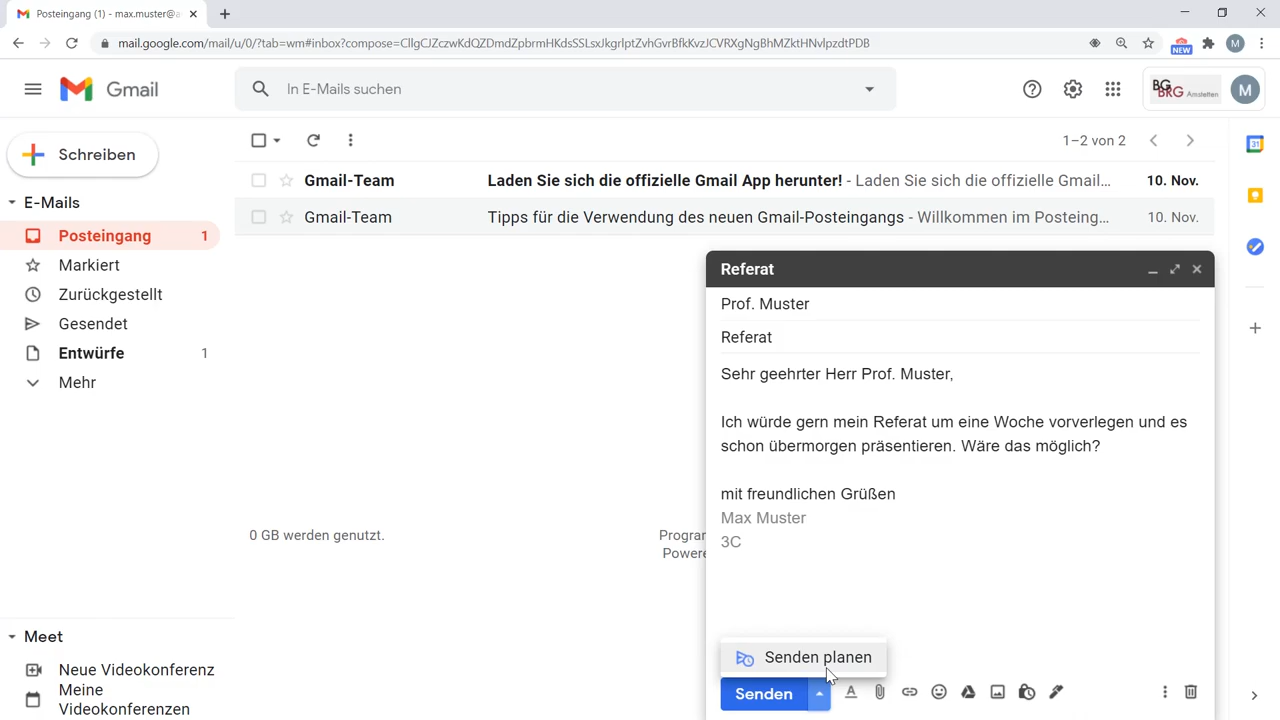 Posteingang (1) - max.muster@
mail.google.com/mail/u/0/?tab=wm#inbox?compose=CllgCJZczwKdOZDmdZpbrmHKdsSSLsxJkgrlptZvhGvrBfkKvzJCVRXgNgBhMZktHNvlpzdtPDB
NEW
M
Gmail
In E-Mails suchen
BG
BRG Amstetten
M
Schreiben
1–2 von 2
E-Mails
Posteingang 1
Markiert
Zurückgestellt
Gesendet
Entwürfe 1
Mehr
Gmail-Team Laden Sie sich die offizielle Gmail App herunter! - Laden Sie sich die offizielle Gmail... 10. Nov.
Gmail-Team Tipps für die Verwendung des neuen Gmail-Posteingangs - Willkommen im Posteing... 10. Nov.
31
0 GB werden genutzt.
Program
Powere
Referat
Prof. Muster
Referat
Sehr geehrter Herr Prof. Muster,
Ich würde gern mein Referat um eine Woche vorverlegen und es
schon übermorgen präsentieren. Wäre das möglich?
mit freundlichen Grüßen
Max Muster
3C
Senden planen
Senden
Meet
Neue Videokonferenz
Meine
Videokonferenzen